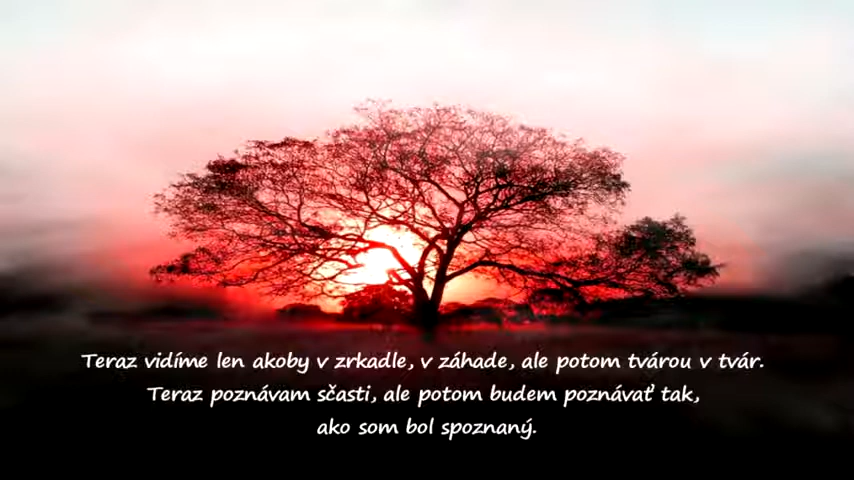 Teraz vidíme len akoby v zrkadle, v záhade, ale potom tvárou v tvár.
Teraz poznávam sčasti, ale potom budem poznávať tak,
ako som bol spoznaný.